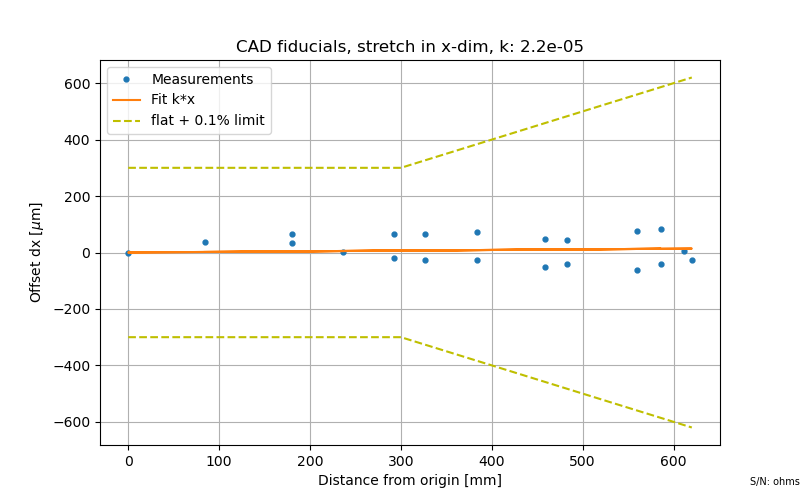 CAD fiducials, stretch in x-dim, k: 2.2e-05
Measurements
Fit k*x
flat + 0.1% limit
600
400
200
0
−200
−400
−600
Offset dx [μm]
0 100 200 300 400 500 600
Distance from origin [mm]
S/N: ohms